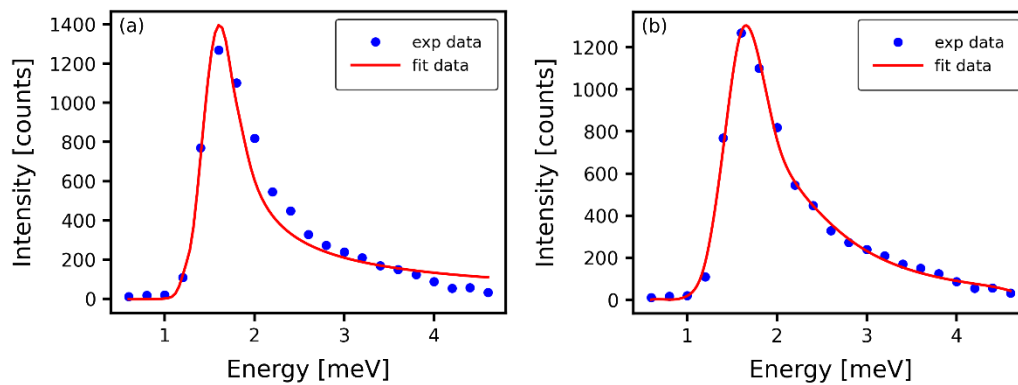 (a)
exp data
fit data
1400
1200
1000
800
600
400
200
0
Intensity [counts]
1
2
3
4
Energy [meV]
(b)
exp data
fit data
1200
1000
800
600
400
200
0
Intensity [counts]
1
2
3
4
Energy [meV]